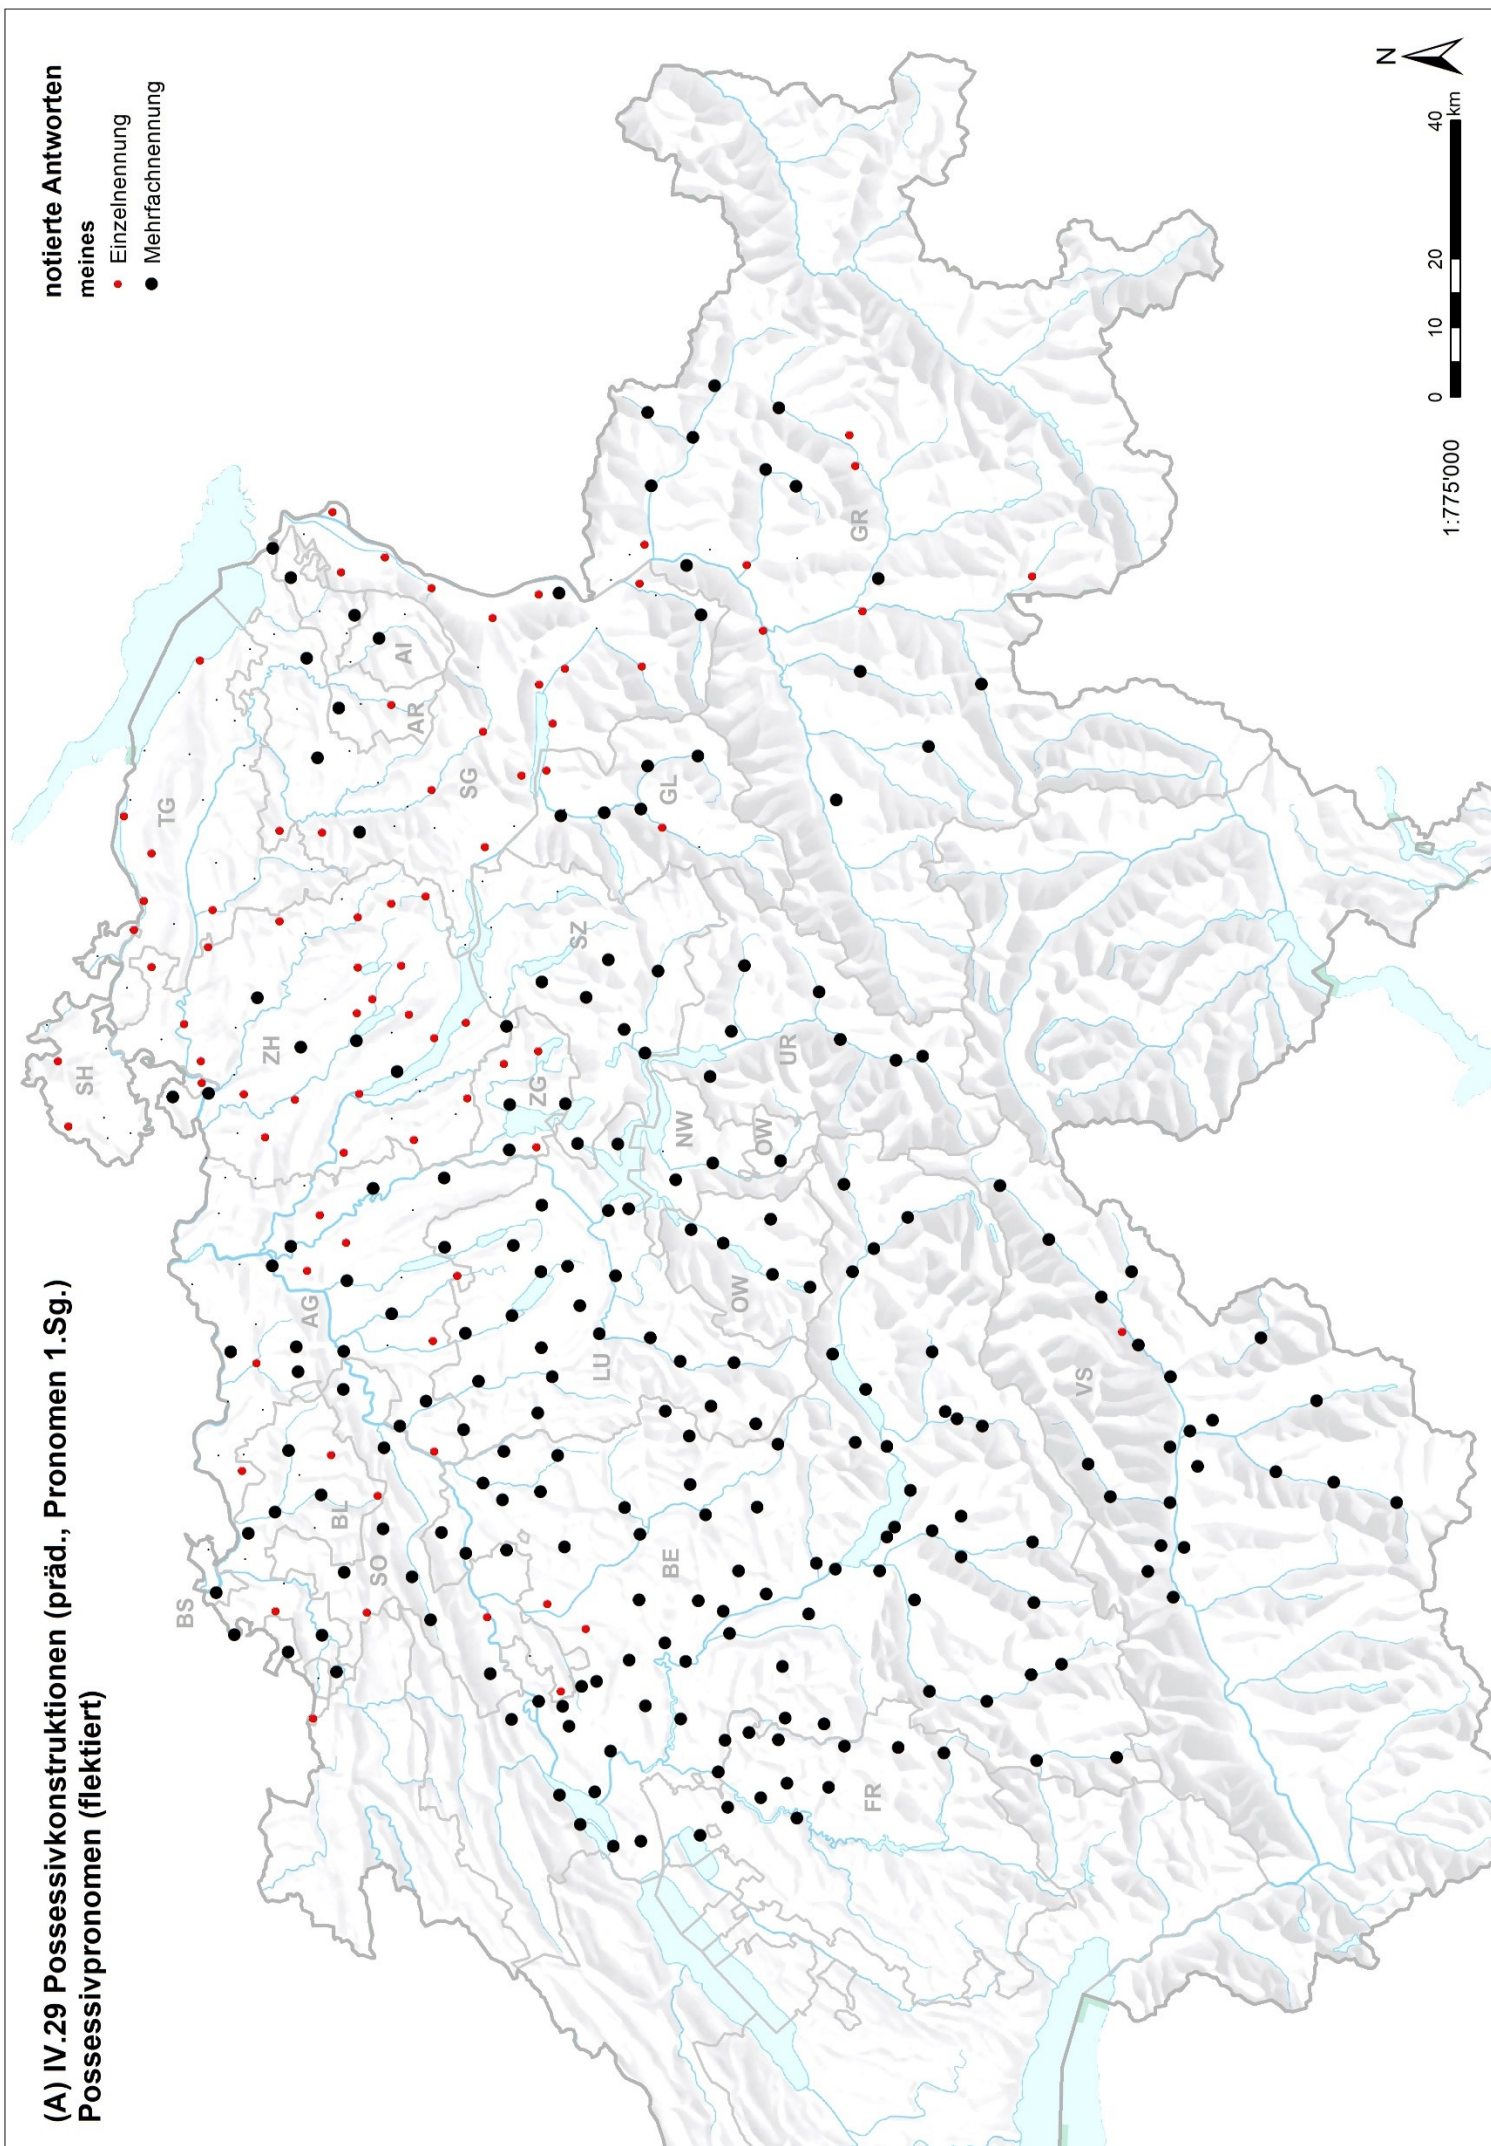 (A) IV.29 Possessivkonstruktionen (präd., Pronomen 1.Sg.)
Possessivpronomen (flektiert)
notierte Antworten
meines
Einzelnennung
Mehrfachnennung
SH
BS
TG
AG
ZH
BL
SO
AI
AR
SG
ZG
SZ
LU
GL
BE
NW
OW
OW
UR
GR
FR
VS
N
1:775'000
0 10 20 40
km